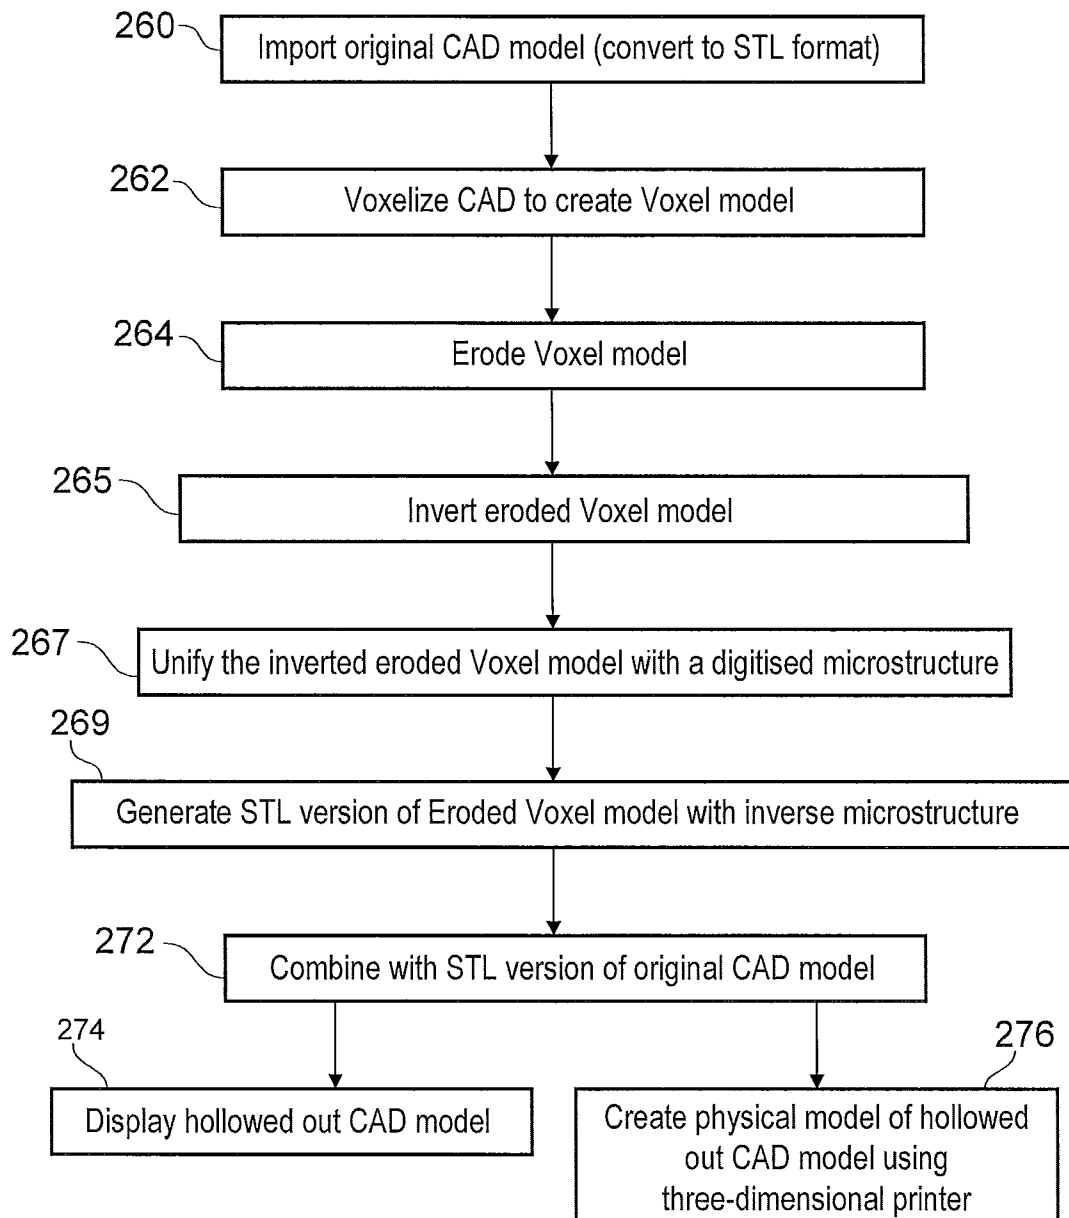 260
Import original CAD model (convert to STL format)
262
Voxelize CAD to create Voxel model
264
Erode Voxel model
265
Invert eroded Voxel model
267
Unify the inverted eroded Voxel model with a digitised microstructure
269
Generate STL version of Eroded Voxel model with inverse microstructure
272
Combine with STL version of original CAD model
274
Display hollowed out CAD model
276
Create physical model of hollowed
out CAD model using
three-dimensional printer